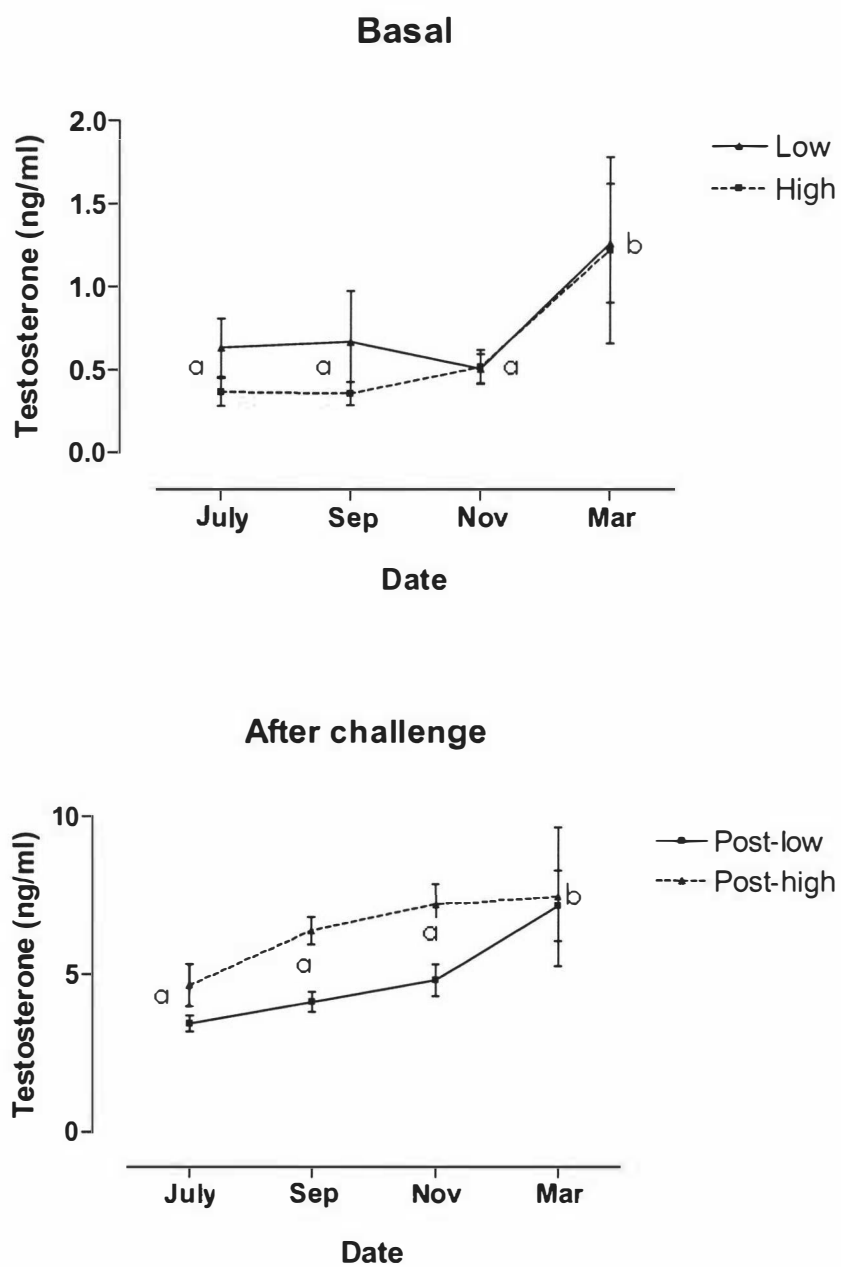 Basal
Testosterone (ng/ml)
2.0
1.5
1.0
0.5
0.0
Low
High
a
a
a
b
July Sep Nov Mar
Date
After challenge
Testosterone (ng/ml)
10
5
0
Post-low
Post-high
a
a
a
b
July Sep Nov Mar
Date